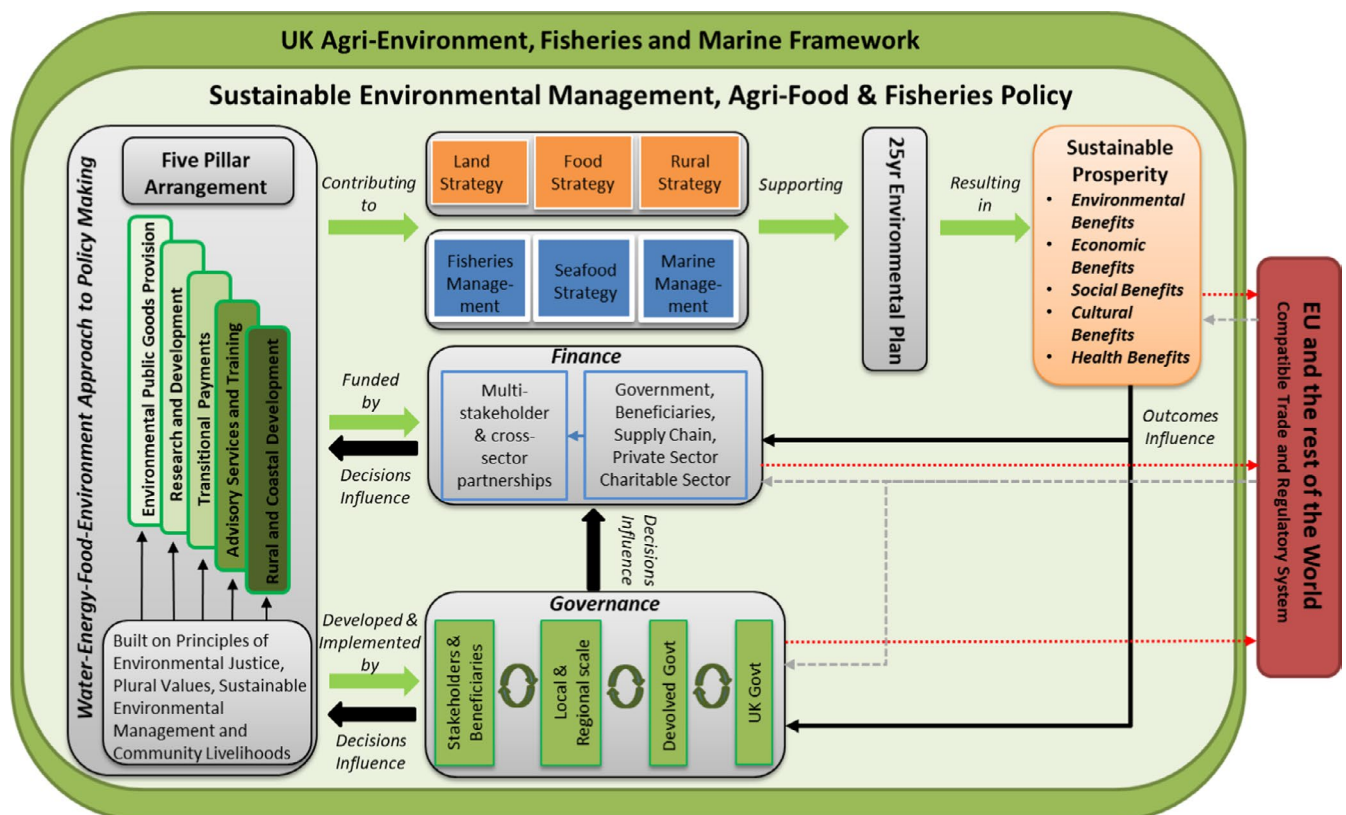 UK Agri-Environment, Fisheries and Marine Framework
Sustainable Environmental Management, Agri-Food & Fisheries Policy
Water-Energy-Food-Environment Approach to Policy Making
Five Pillar
Arrangement
Environmental Public Goods Provision
Research and Development
Transitional Payments
Advisory Services and Training
Rural and Coastal Development
Built on Principles of
Environmental Justice,
Plural Values, Sustainable
Environmental
Management and
Community Livelihoods
Contributing
to
Land
Strategy
Food
Strategy
Rural
Strategy
Fisheries
Manage-
ment
Seafood
Strategy
Marine
Manage-
ment
Supporting
25yr Environmental Plan
Resulting
in
Sustainable
Prosperity
• Environmental
Benefits
• Economic
Benefits
• Social Benefits
• Cultural
Benefits
• Health Benefits
Funded
by
Decisions
Influence
Finance
Multi-
stakeholder
& cross-
sector
partnerships
Government,
Beneficiaries,
Supply Chain,
Private Sector
Charitable Sector
Outcomes
Influence
Decisions
Influence
Developed &
Implemented
by
Decisions
Influence
Governance
Stakeholders &
Beneficiaries
Local &
Regional scale
Devolved Govt
UK Govt
EU and the rest of the World
Compatible Trade and Regulatory System